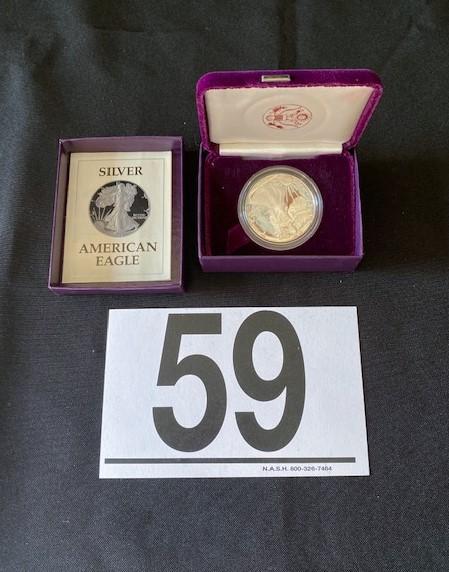 SILVER
AMERICAN
EAGLE
59
N.A.S.H. 800-326-7484